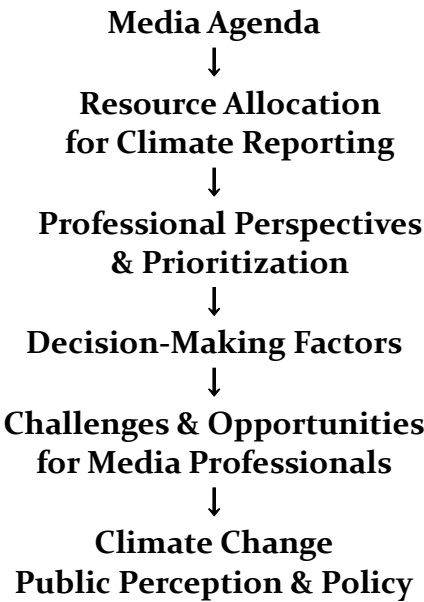 Media Agenda
↓
Resource Allocation
for Climate Reporting
↓
Professional Perspectives
& Prioritization
↓
Decision-Making Factors
↓
Challenges & Opportunities
for Media Professionals
↓
Climate Change
Public Perception & Policy